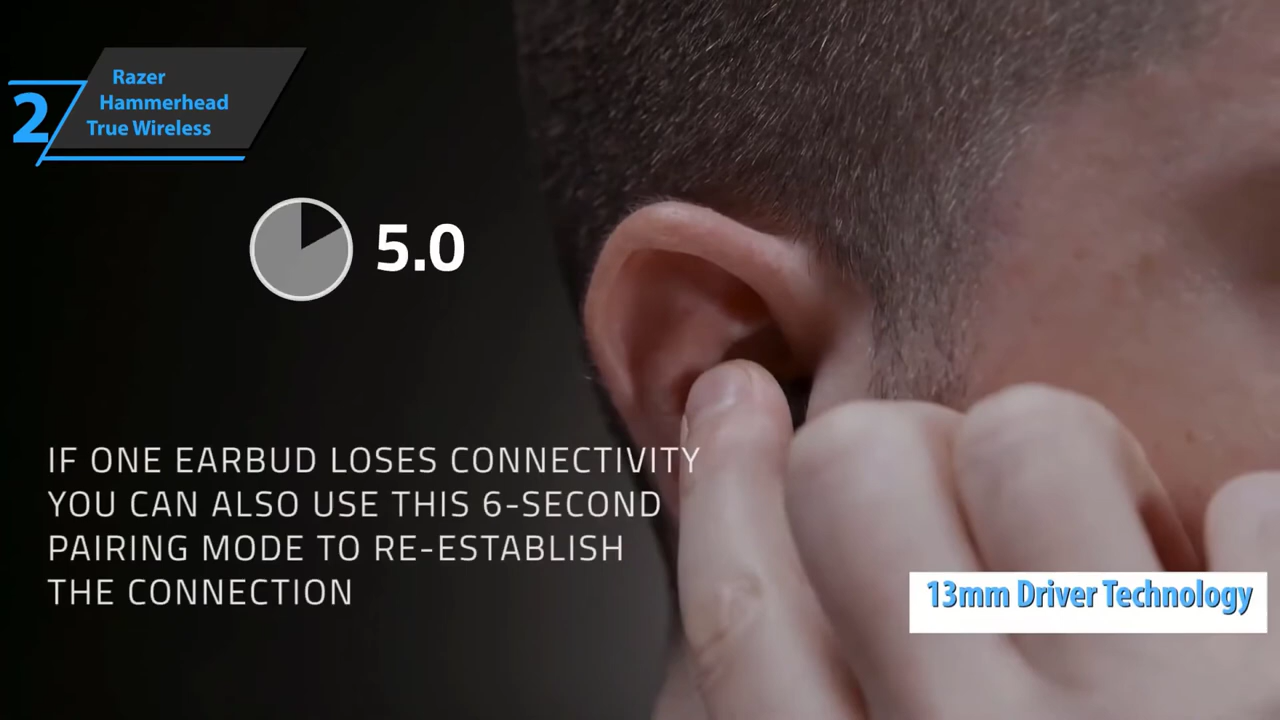 2
Razer
Hammerhead
True Wireless
5.0
IF ONE EARBUD LOSES CONNECTIVITY
YOU CAN ALSO USE THIS 6-SECOND
PAIRING MODE TO RE-ESTABLISH
THE CONNECTION
13mm Driver Technology